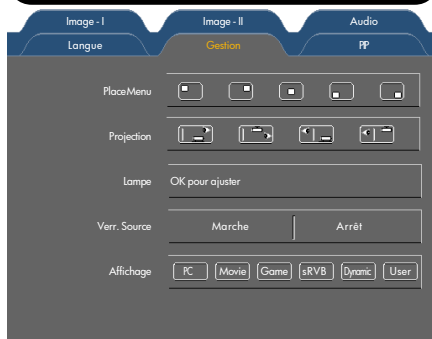 Image - I Image - II Audio
Langue Gestion PIP
PlaceMenu
Projection
Lampe OK pour ajuster
Verr. Source Marche Arrêt
Affichage PC Movie Game sRVB Dynamic User